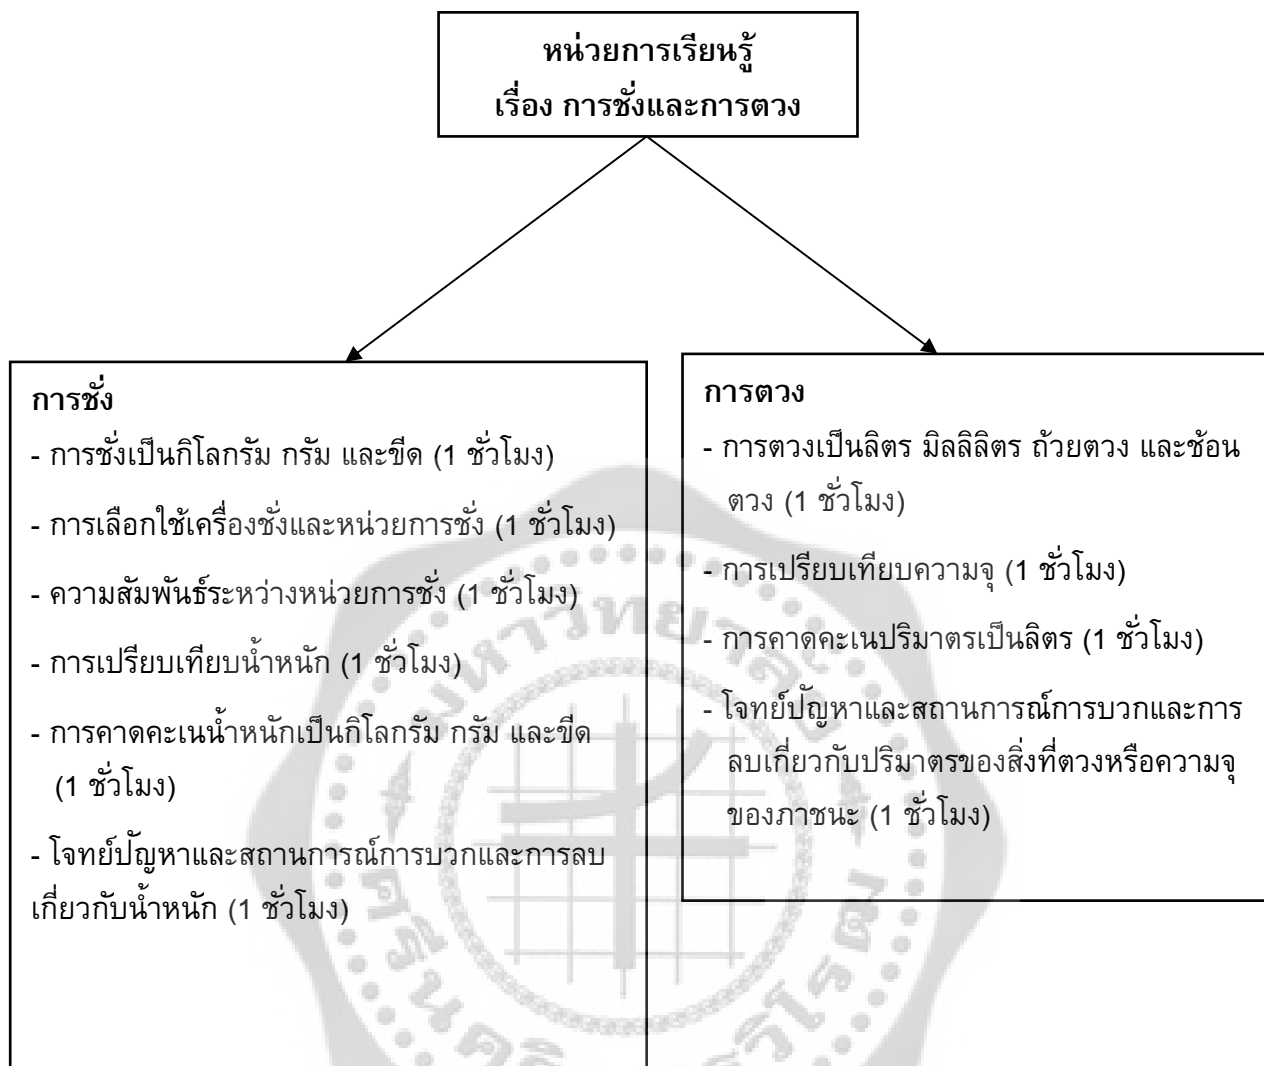 หน่วยการเรียนรู้
เรื่อง การชั่งและการตวง
การชั่ง
- การชั่งเป็นกิโลกรัม กรัม และขีด (1 ชั่วโมง)
- การเลือกใช้เครื่องชั่งและหน่วยการชั่ง (1 ชั่วโมง)
- ความสัมพันธ์ระหว่างหน่วยการชั่ง (1 ชั่วโมง)
- การเปรียบเทียบน้ำหนัก (1 ชั่วโมง)
- การคาดคะเนน้ำหนักเป็นกิโลกรัม กรัม และขีด
(1 ชั่วโมง)
- โจทย์ปัญหาและสถานการณ์การบวกและการลบ
เกี่ยวกับน้ำหนัก (1 ชั่วโมง)
การตวง
- การตวงเป็นลิตร มิลลิลิตร ถ้วยตวง และช้อน
ตวง (1 ชั่วโมง)
- การเปรียบเทียบความจุ (1 ชั่วโมง)
- การคาดคะเนปริมาตรเป็นลิตร (1 ชั่วโมง)
- โจทย์ปัญหาและสถานการณ์การบวกและการ
ลบเกี่ยวกับปริมาตรของสิ่งที่ตวงหรือความจุ
ของภาชนะ (1 ชั่วโมง)
มหาวิทยาลัย